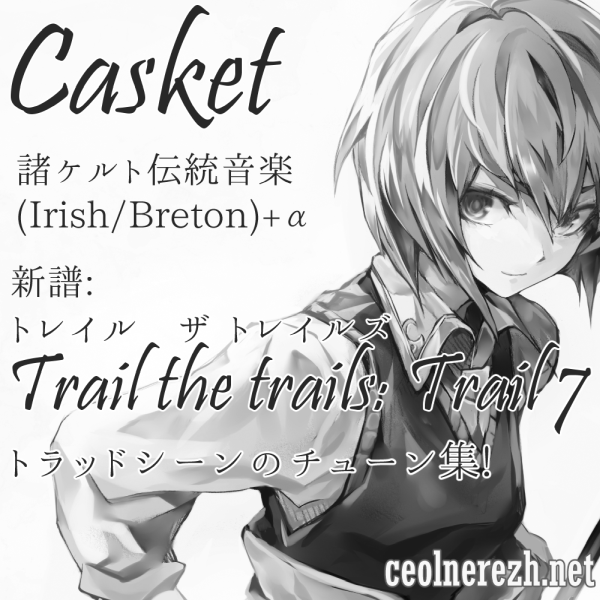 Casket
諸ケルト伝統音楽
(Irish/Breton)+α
新譜:
トレイル ザ トレイルズ
Trail the trails: Trail 7
トラッドシーンのチューン集!
ceolnerezh.net